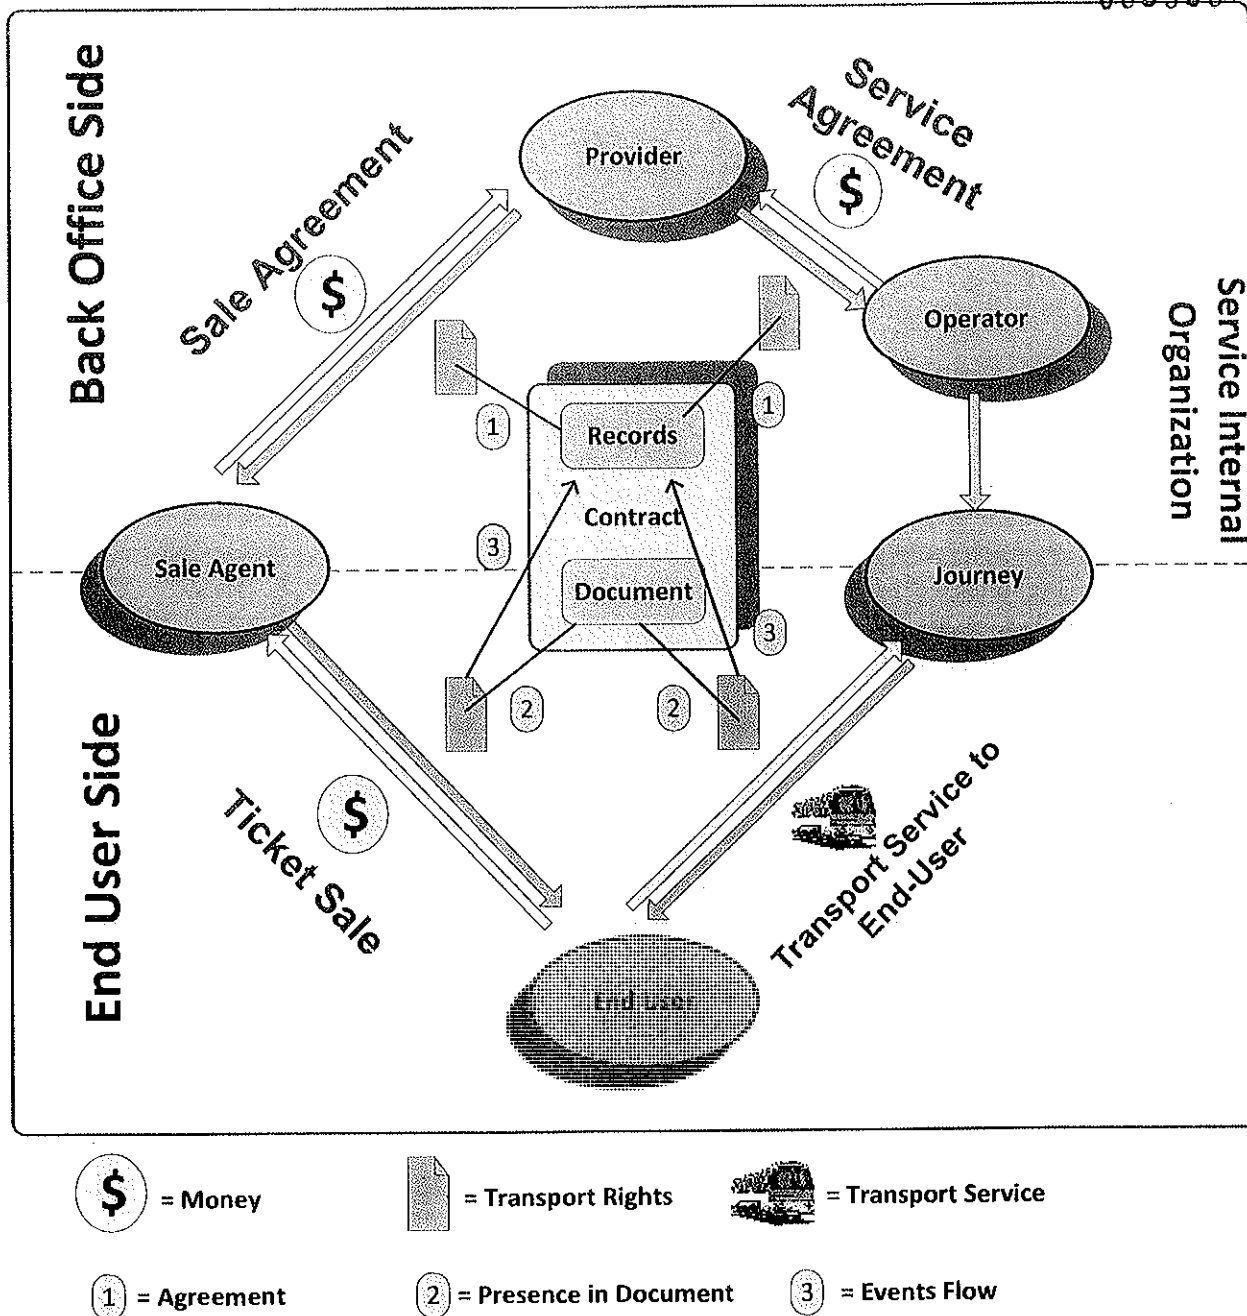 Back Office Side
Service
Agreement
Provider
$
Sale Agreement
$
Operator
Service Internal
Organization
1
Records
1
Contract
3
Sale Agent
Document
Journey
3
2
2
End User Side
Ticket Sale
$
Transport Service to
End-User
End User
$ = Money
= Transport Rights
= Transport Service
1 = Agreement
2 = Presence in Document
3 = Events Flow